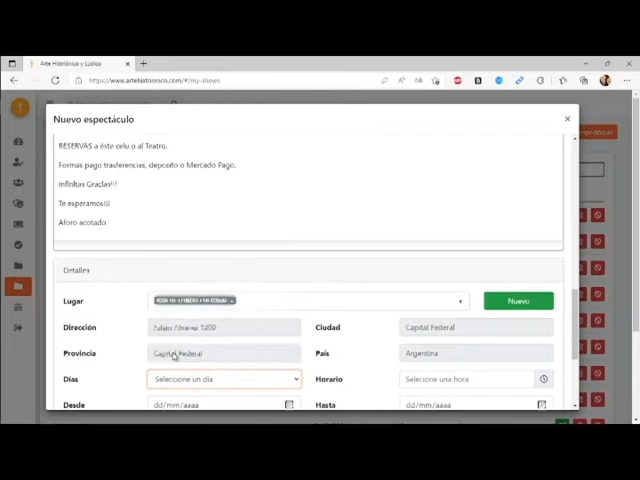 Arte Histriónico y Lúdico
https://www.artehistrionico.com/#/my-shows
Nuevo espectáculo
RESERVAS a éste celu o al Teatro.
Formas pago trasferencias, deposito o Mercado Pago.
Infinitas Gracias!!!
Te esperamos!!!
Aforo acotado
Detalles
Lugar
Nuevo
Dirección
1200
Ciudad
Capital Federal
Provincia
Capital Federal
País
Argentina
Días
Seleccione un día
Horario
Seleccione una hora
Desde
dd/mm/aaaa
Hasta
dd/mm/aaaa